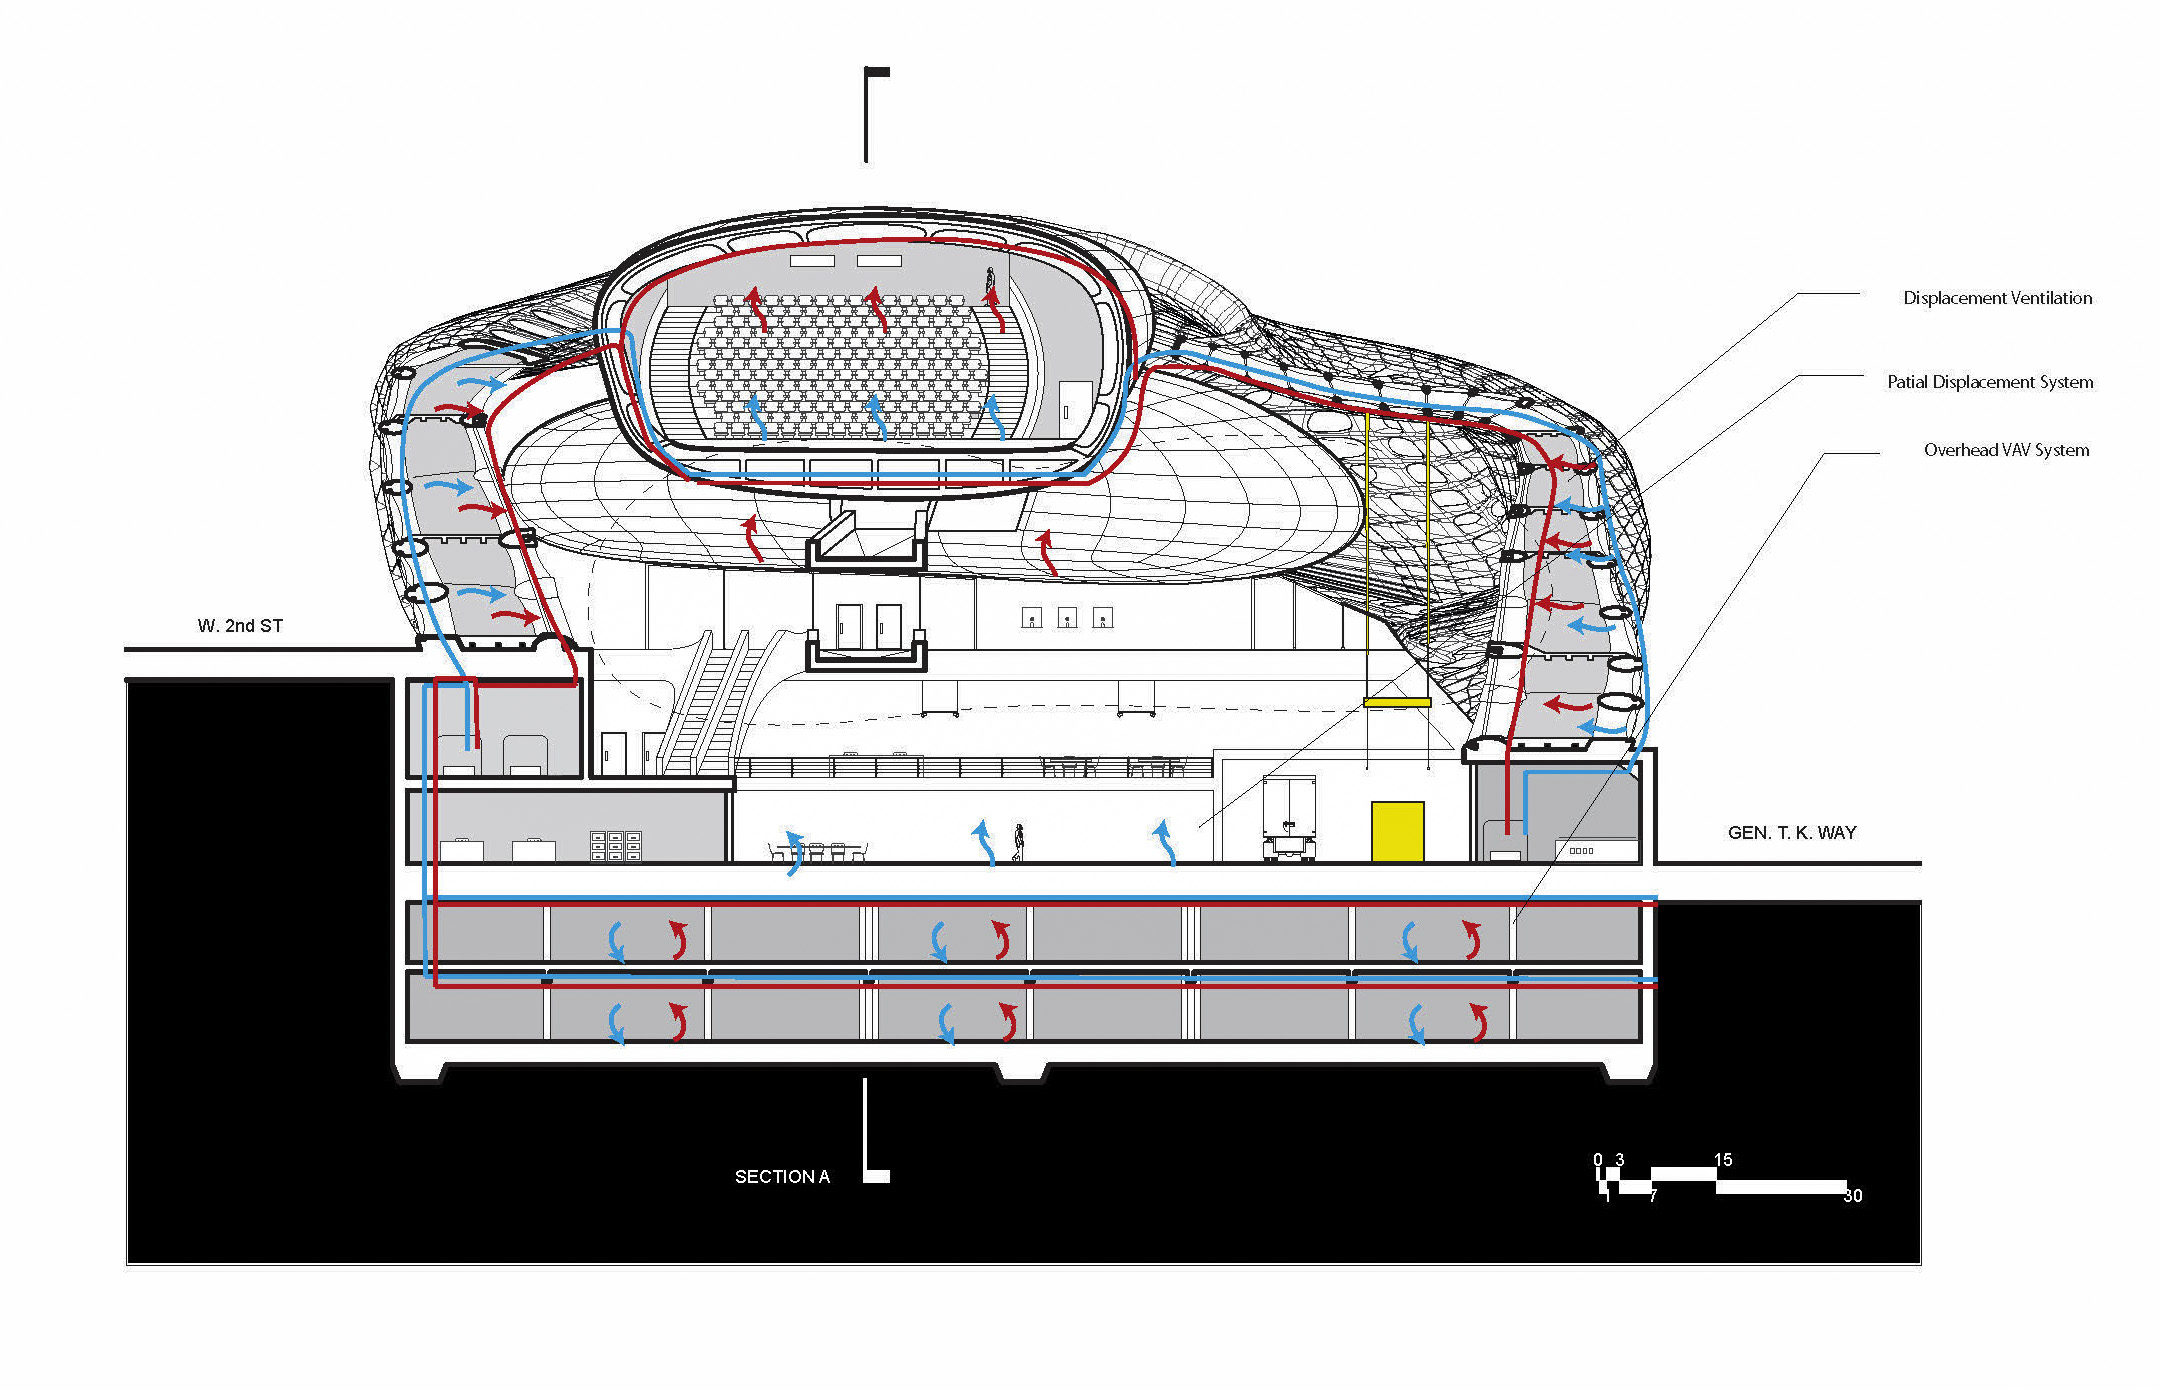 Displacement Ventilation
Patial Displacement System
Overhead VAV System
W. 2nd ST
GEN. T. K. WAY
SECTION A
0 3 15
1 7 30